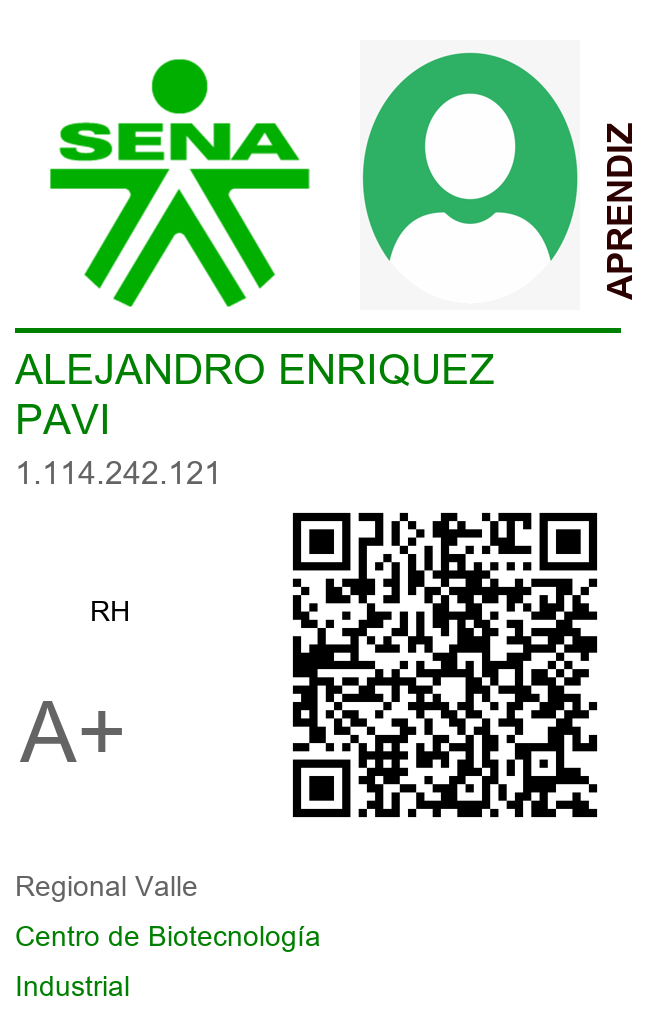 SENA
APRENDIZ
ALEJANDRO ENRIQUEZ
PAVI
1.114.242.121
RH
A+
Regional Valle
Centro de Biotecnología
Industrial